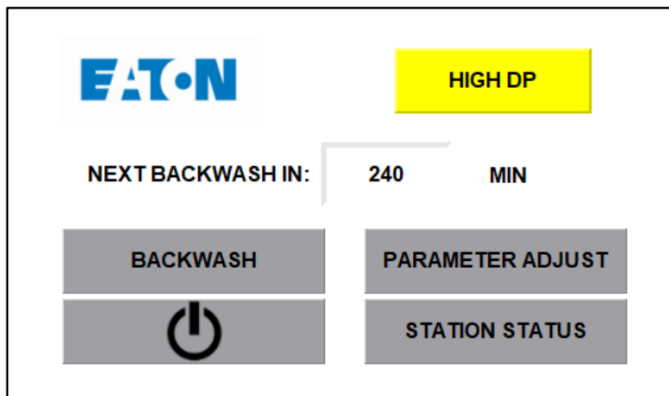 EATON
HIGH DP
NEXT BACKWASH IN: 240 MIN
BACKWASH
PARAMETER ADJUST
STATION STATUS